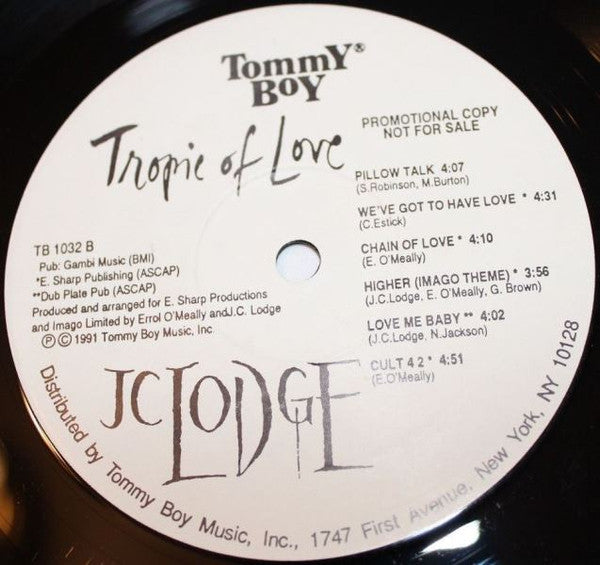 Tommy®
Boy
Tropic of Love
PROMOTIONAL COPY
NOT FOR SALE
PILLOW TALK 4:07
(S.Robinson, M.Burton)
WE'VE GOT TO HAVE LOVE * 4:31
(C.Estick)
CHAIN OF LOVE * 4:10
(E. O'Meally)
HIGHER (IMAGO THEME) * 3:56
(J.C.Lodge, E. O'Meally, G. Brown)
LOVE ME BABY ** 4:02
(J.C.Lodge, N.Jackson)
CULT 4 2 * 4:51
(E.O'Meally)
TB 1032 B
Pub: Gambi Music (BMI)
*E. Sharp Publishing (ASCAP)
**Dub Plate Pub (ASCAP)
Produced and arranged for E. Sharp Productions
and Imago Limited by Errol O'Meally andJ.C. Lodge
Ⓟ© 1991 Tommy Boy Music, Inc.
JC LODGE
Distributed by Tommy Boy Music, Inc., 1747 First Avenue, New York, NY 10128